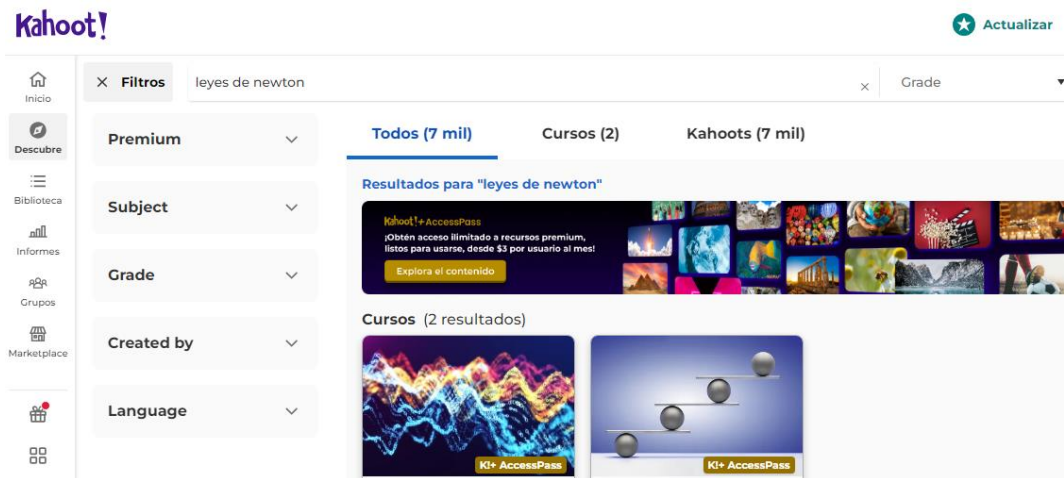 Kahoot!
Actualizar
Inicio
Descubre
Biblioteca
Informes
Grupos
Marketplace
Filtros
leyes de newton
Grade
Premium
Subject
Grade
Created by
Language
Todos (7 mil) Cursos (2) Kahoots (7 mil)
Resultados para "leyes de newton"
Kahoot!+AccessPass
¡Obtén acceso ilimitado a recursos premium,
listos para usarse, desde $3 por usuario al mes!
Explora el contenido
Cursos (2 resultados)
K!+ AccessPass
K!+ AccessPass